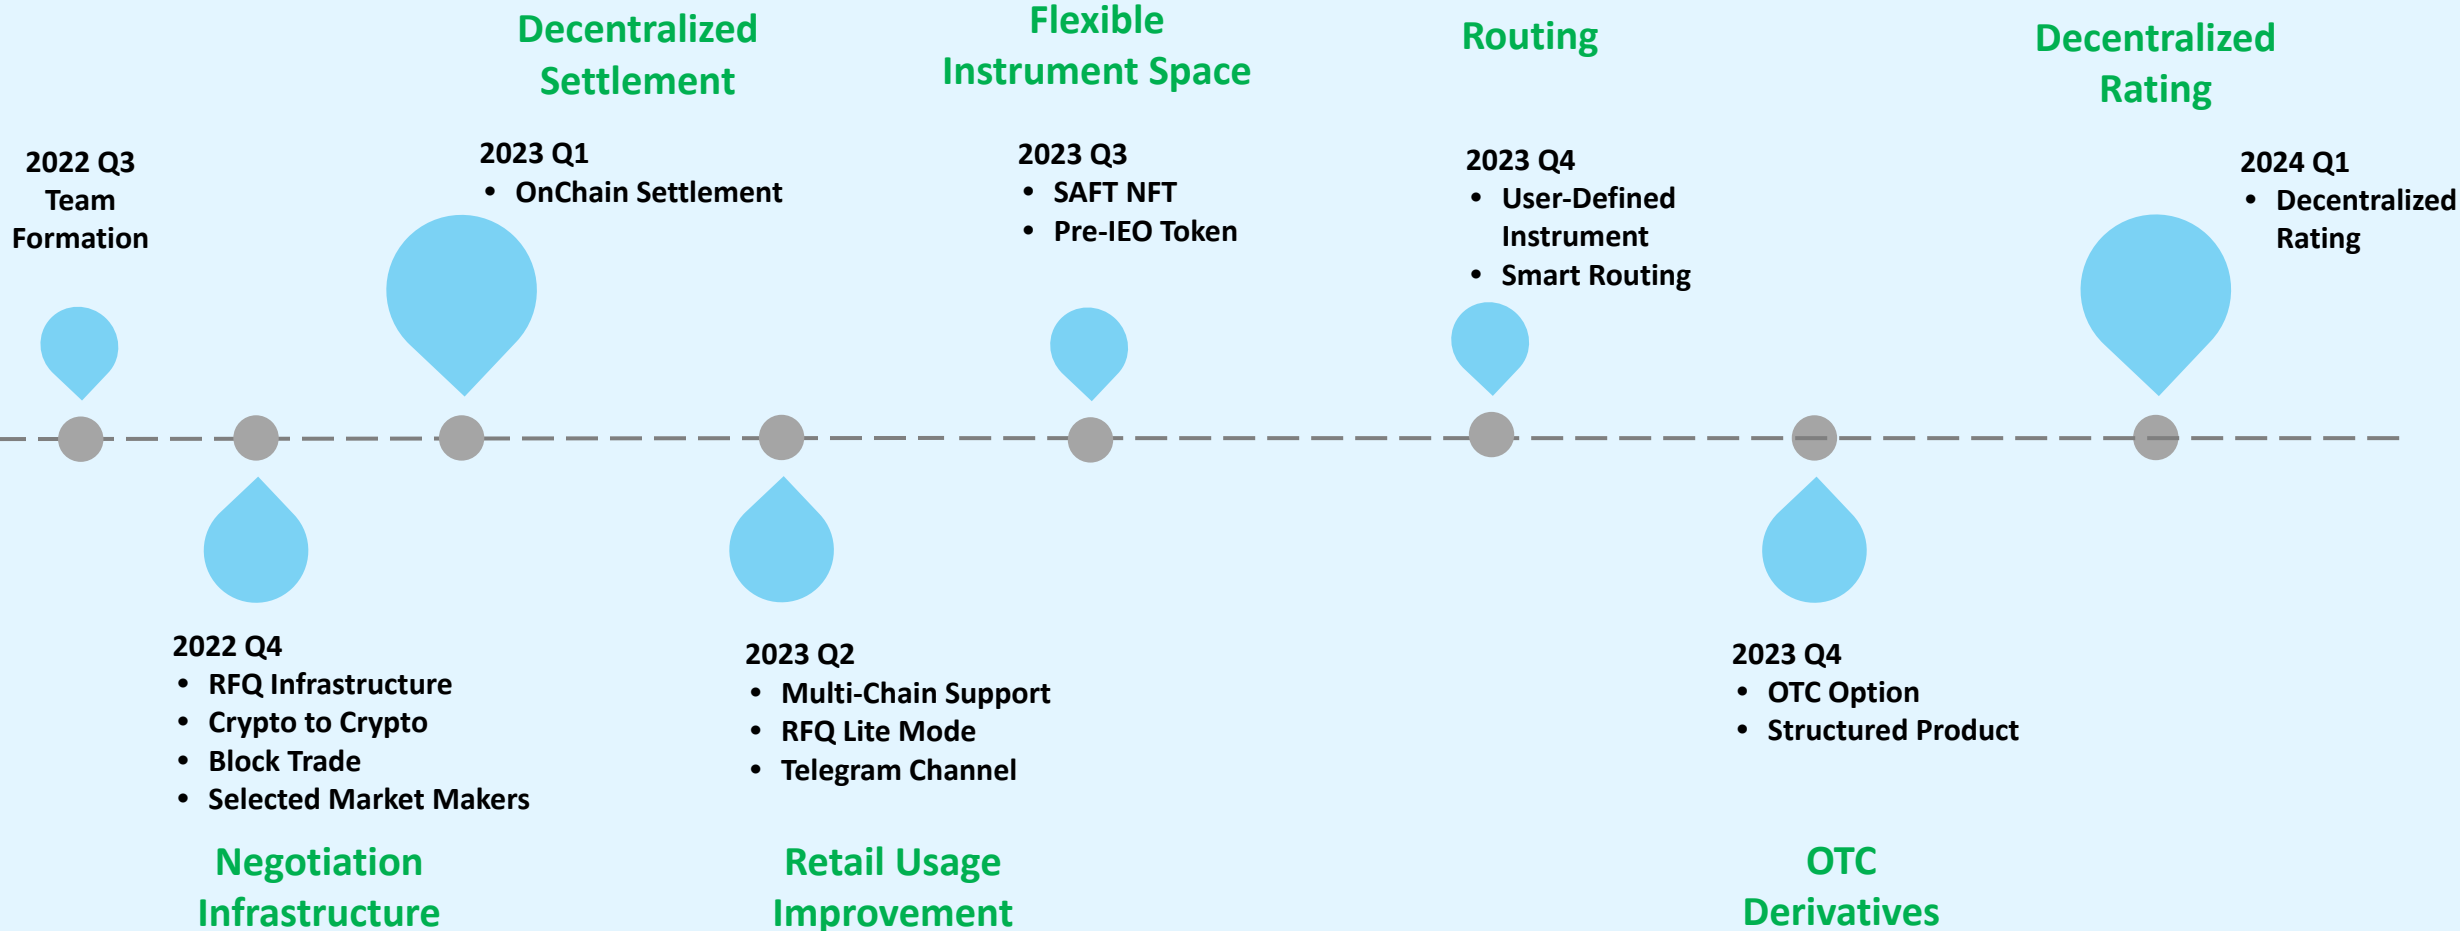 Decentralized
Settlement
Flexible
Instrument Space
Routing
Decentralized
Rating
2022 Q3
Team
Formation
2023 Q1
• OnChain Settlement
2023 Q3
• SAFT NFT
• Pre-IEO Token
2023 Q4
• User-Defined
Instrument
• Smart Routing
2024 Q1
• Decentralized
Rating
2022 Q4
• RFQ Infrastructure
• Crypto to Crypto
• Block Trade
• Selected Market Makers
2023 Q2
• Multi-Chain Support
• RFQ Lite Mode
• Telegram Channel
2023 Q4
• OTC Option
• Structured Product
Negotiation
Infrastructure
Retail Usage
Improvement
OTC
Derivatives